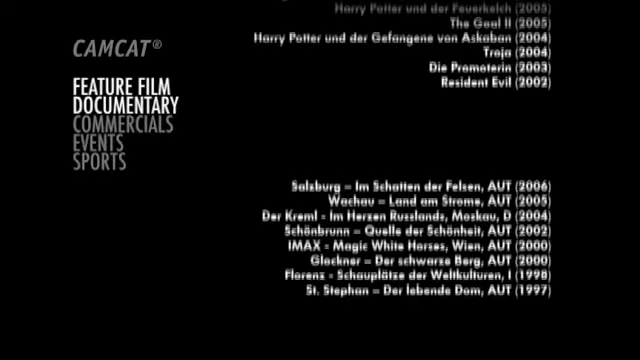 CAMCAT®
FEATURE FILM
DOCUMENTARY
COMMERCIALS
EVENTS
SPORTS
Harry Potter und der Feuerkelch (2005)
The Goal II (2005)
Harry Potter und der Gefangene von Askaban (2004)
Troja (2004)
Die Promoterin (2003)
Resident Evil (2002)
Salzburg - Im Schatten der Felsen, AUT (2006)
Wachau - Land am Strome, AUT (2005)
Der Kreml - Im Herzen Russlands, Moskau, D (2004)
Schönbrunn - Quelle der Schönheit, AUT (2002)
IMAX - Magic White Horses, Wien, AUT (2000)
Glockner - Der schwarze Berg, AUT (2000)
Florenz - Schauplätze der Weltkulturen, I (1998)
St. Stephan - Der lebende Dom, AUT (1997)